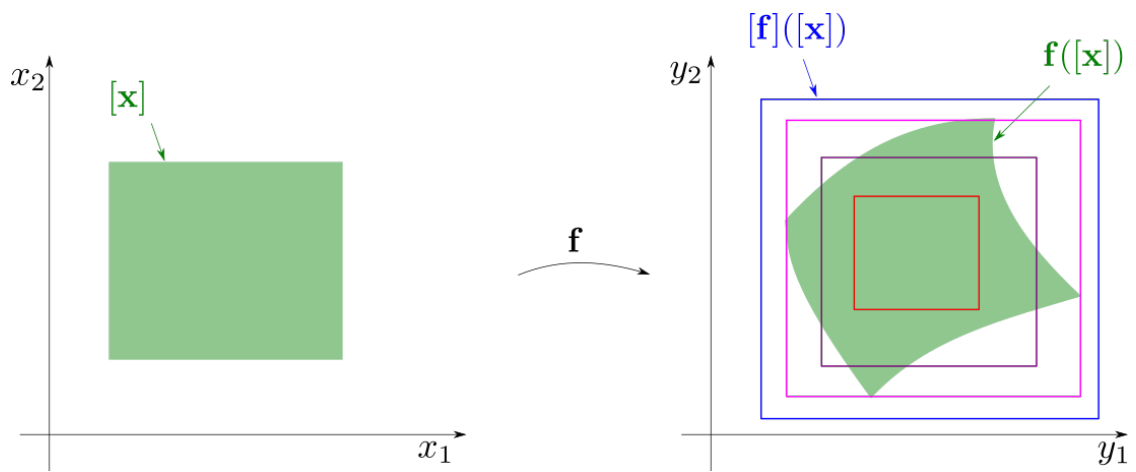 x₂
[x]
x₁
f
[f]([x])
f([x])
y₂
y₁